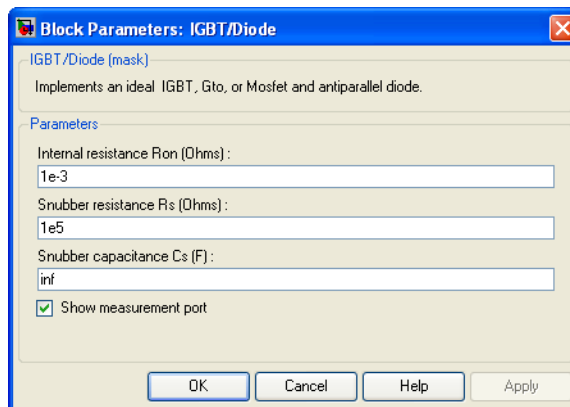 Block Parameters: IGBT/Diode
IGBT/Diode (mask)
Implements an ideal IGBT, Gto, or Mosfet and antiparallel diode.
Parameters
Internal resistance Ron (Ohms) :
1e-3
Snubber resistance Rs (Ohms) :
1e5
Snubber capacitance Cs (F) :
inf
Show measurement port
OK Cancel Help Apply